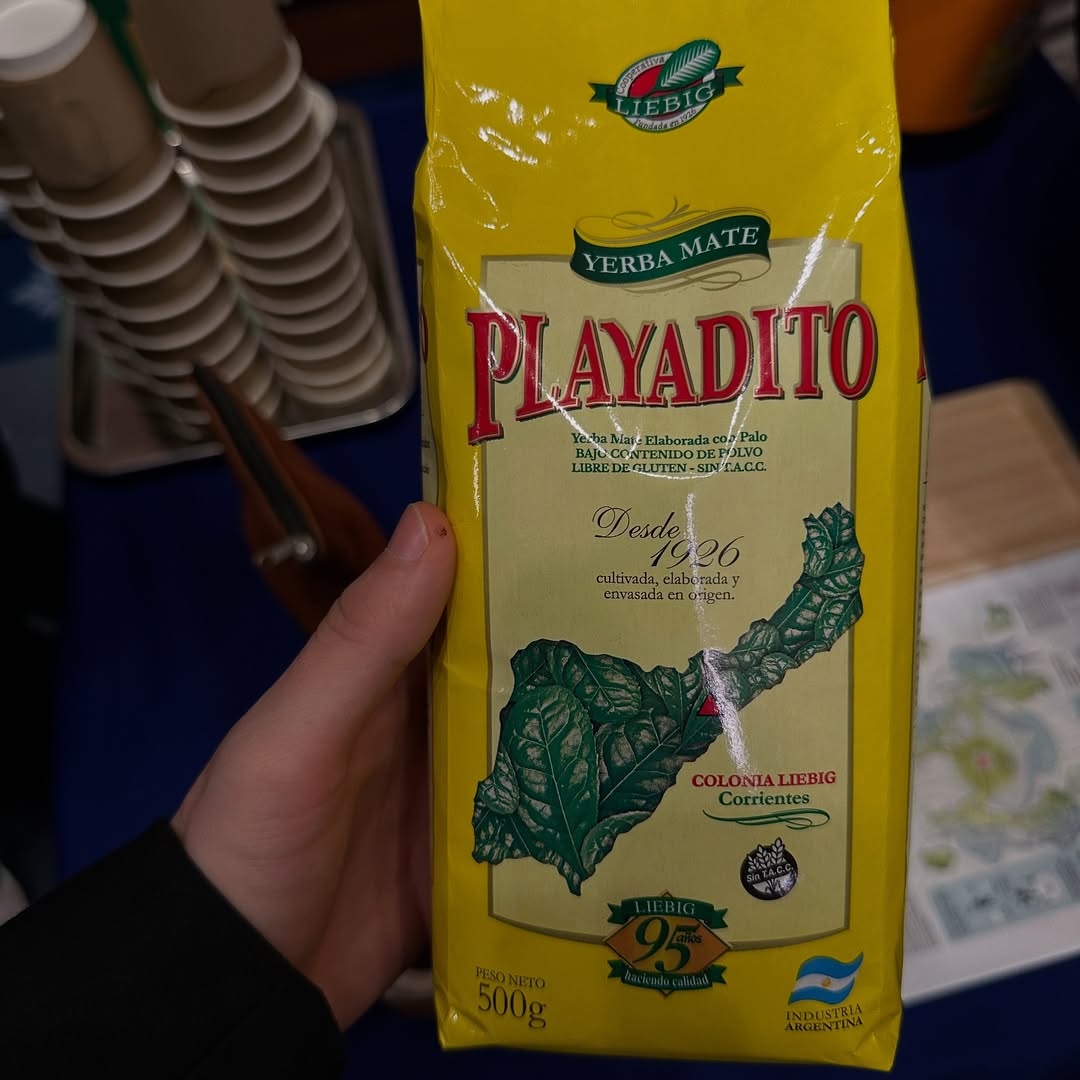 Cooperativa
LIEBIG
Fundada en 1926
YERBA MATE
PLAYADITO
Yerba Mate Elaborada con Palo
BAJO CONTENIDO DE POLVO
LIBRE DE GLUTEN - SIN T.A.C.C.
Desde
1926
cultivada, elaborada y
envasada en origen.
COLONIA LIEBIG
Corrientes
Sin T.A.C.C.
LIEBIG
95 años
haciendo calidad
PESO NETO
500g
INDUSTRIA
ARGENTINA